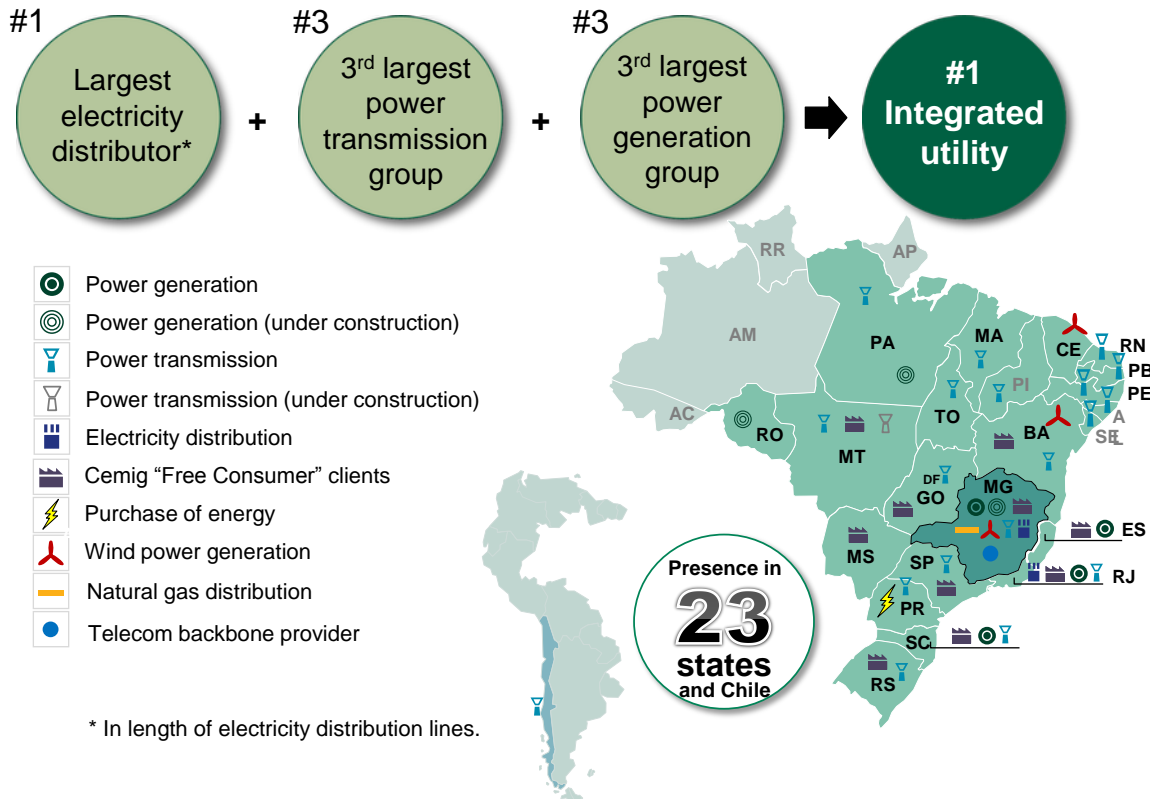 #1
Largest
electricity
distributor*
+
#3
3rd largest
power
transmission
group
+
#3
3rd largest
power
generation
group
#1
Integrated
utility
Power generation
Power generation (under construction)
Power transmission
Power transmission (under construction)
Electricity distribution
Cemig “Free Consumer” clients
Purchase of energy
Wind power generation
Natural gas distribution
Telecom backbone provider
* In length of electricity distribution lines.
Presence in
23
states
and Chile
RR
AP
AM
PA
MA
CE
RN
PB
PE
PI
AC
RO
TO
A
L
SE
BA
MT
DF
GO
MG
ES
MS
SP
RJ
PR
SC
RS